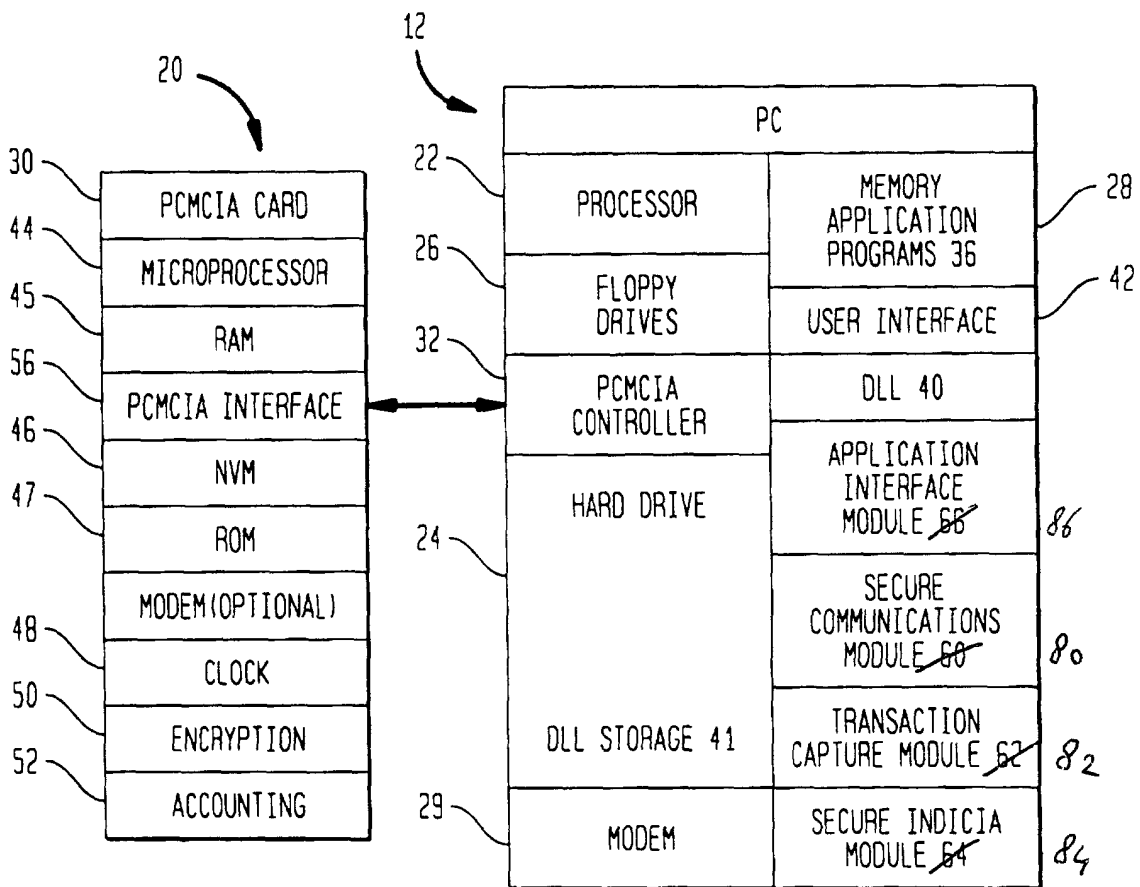 20
12
30
PCMCIA CARD
44
MICROPROCESSOR
45
RAM
56
PCMCIA INTERFACE
46
NVM
47
ROM
MODEM(OPTIONAL)
48
CLOCK
50
ENCRYPTION
52
ACCOUNTING
PC
22
PROCESSOR
26
FLOPPY
DRIVES
32
PCMCIA
CONTROLLER
24
HARD DRIVE
DLL STORAGE 41
29
MODEM
MEMORY
APPLICATION
PROGRAMS 36
28
USER INTERFACE
42
DLL 40
APPLICATION
INTERFACE
MODULE 66 86
SECURE
COMMUNICATIONS
MODULE 60 80
TRANSACTION
CAPTURE MODULE 62 82
SECURE INDICIA
MODULE 64 84